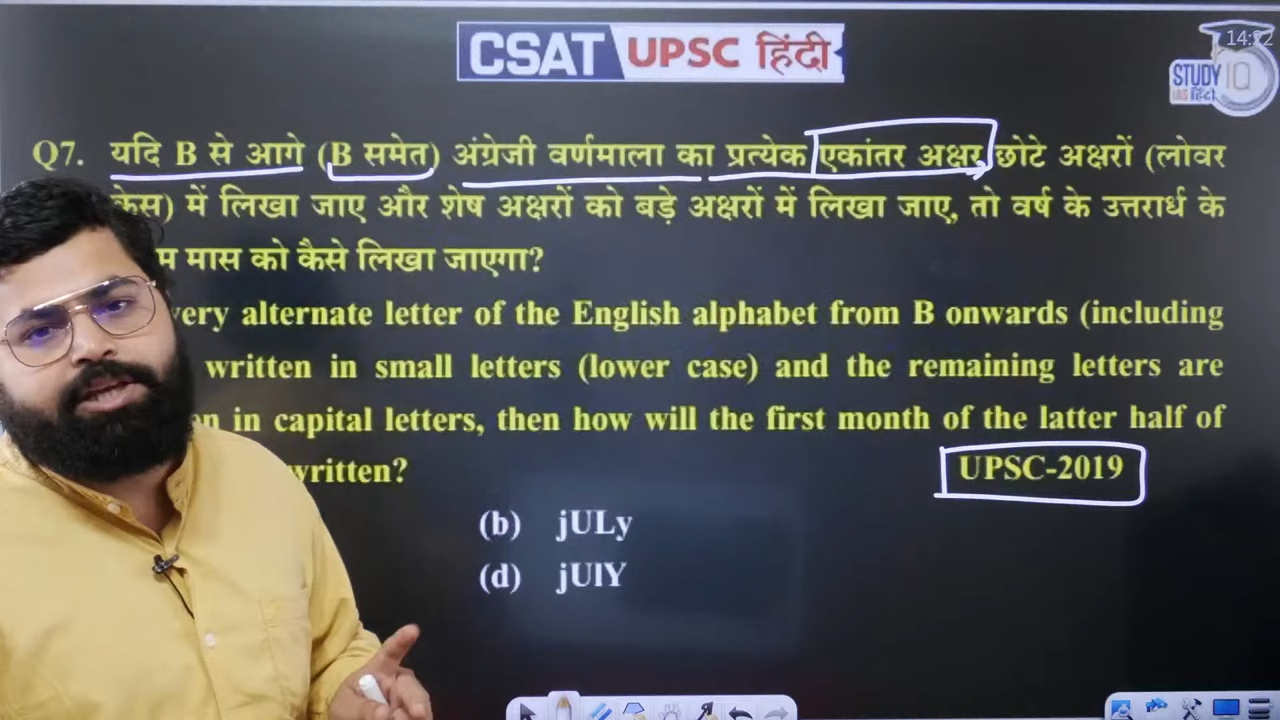 CSAT UPSC हिंदी
14:22
STUDY IQ
IAS हिंदी
Q7. यदि B से आगे (B समेत) अंग्रेजी वर्णमाला का प्रत्येक एकांतर अक्षर छोटे अक्षरों (लोवर
केस) में लिखा जाए और शेष अक्षरों को बड़े अक्षरों में लिखा जाए, तो वर्ष के उत्तरार्ध के
मास को कैसे लिखा जाएगा?
alternate letter of the English alphabet from B onwards (including
written in small letters (lower case) and the remaining letters are
in capital letters, then how will the first month of the latter half of
written?
UPSC-2019
(b) jULy
(d) jUlY